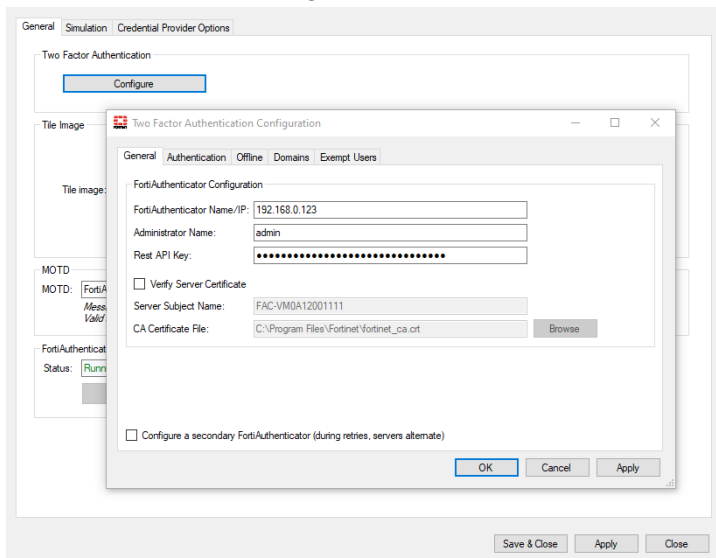 General Simulation Credential Provider Options
Two Factor Authentication
Configure
Tile Image
Tile image:
MOTD
MOTD: FortiA
Mess
Valid
FortiAuthenticat
Status: Runn
Two Factor Authentication Configuration
General Authentication Offline Domains Exempt Users
FortiAuthenticator Configuration
FortiAuthenticator Name/IP: 192.168.0.123
Administrator Name: admin
Rest API Key: ●●●●●●●●●●●●●●●●●●●●●●●●●●●●●●●
Verify Server Certificate
Server Subject Name: FAC-VM0A12001111
CA Certificate File: C:\Program Files\Fortinet\fortinet_ca.crt Browse
Configure a secondary FortiAuthenticator (during retries, servers alternate)
OK Cancel Apply
Save & Close Apply Close